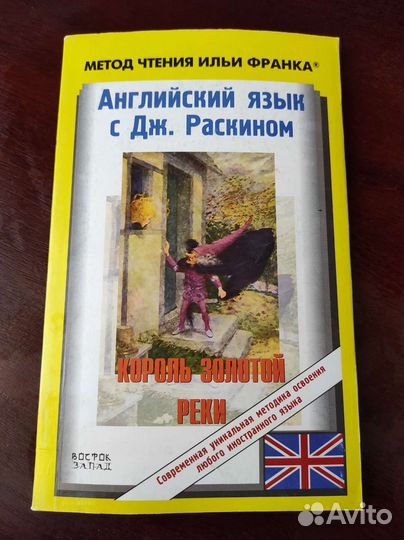 МЕТОД ЧТЕНИЯ ИЛЬИ ФРАНКА®
Английский язык
с Дж. Раскином
КОРОЛЬ ЗОЛОТОЙ
РЕКИ
Современная уникальная методика освоения
любого иностранного языка
ВОСТОК
ЗАПАД
Avito